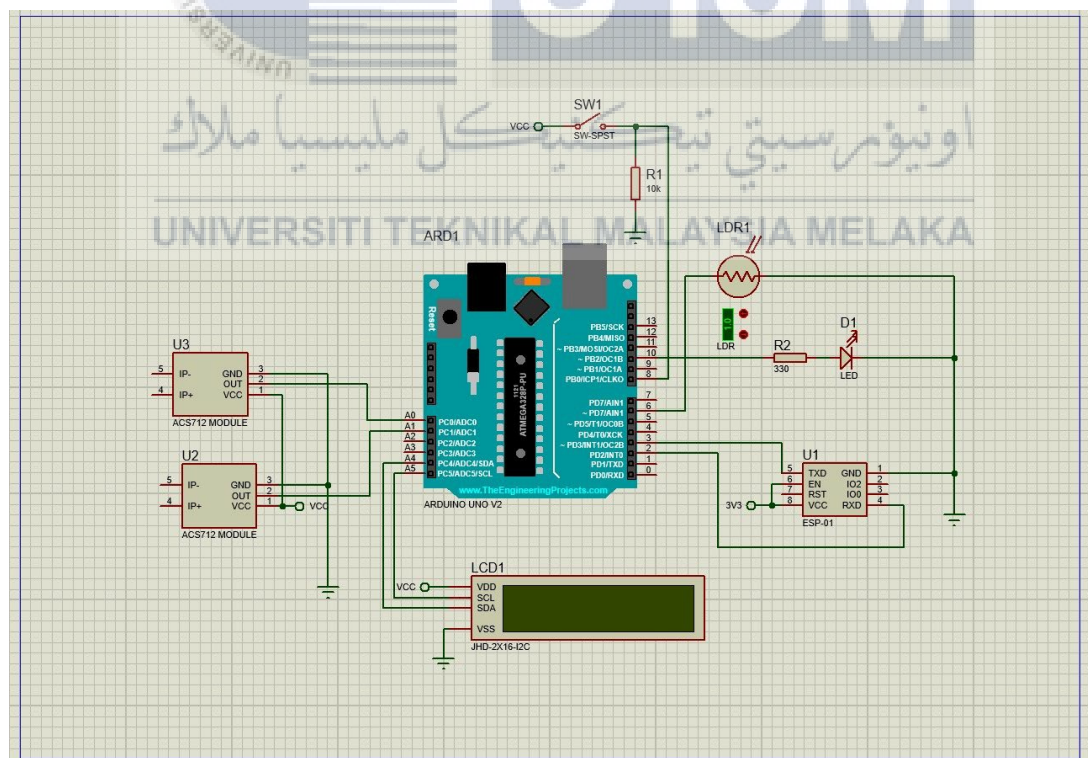 UTeM
UNIVERSI
MALAYSIA
اونيۏرسيتي تيكنيكل مليسيا ملاك
UNIVERSITI TEKNIKAL MALAYSIA MELAKA
SW1
VCC
SW-SPST
R1
10k
ARD1
LDR1
1.0
LDR
Reset
1121
ATMEGA328P-PU
PB5/SCK 13
PB4/MISO 12
~ PB3/MOSI/OC2A 11
~ PB2/OC1B 10
~ PB1/OC1A 9
PB0/ICP1/CLKO 8
PD7/AIN1 7
~ PD7/AIN1 6
~ PD5/T1/OC0B 5
PD4/T0/XCK 4
~ PD3/INT1/OC2B 3
PD2/INT0 2
PD1/TXD 1
PD0/RXD 0
A0 PC0/ADC0
A1 PC1/ADC1
A2 PC2/ADC2
A3 PC3/ADC3
A4 PC4/ADC4/SDA
A5 PC5/ADC5/SCL
www.TheEngineeringProjects.com
ARDUINO UNO V2
R2
330
D1
LED
U3
5 IP- GND 3
OUT 2
4 IP+ VCC 1
ACS712 MODULE
U2
5 IP- GND 3
OUT 2
4 IP+ VCC 1
ACS712 MODULE
VCC
U1
5 TXD GND 1
6 EN IO2 2
7 RST IO0 3
8 VCC RXD 4
ESP-01
3V3
LCD1
VCC
VDD
SCL
SDA
VSS
JHD-2X16-I2C